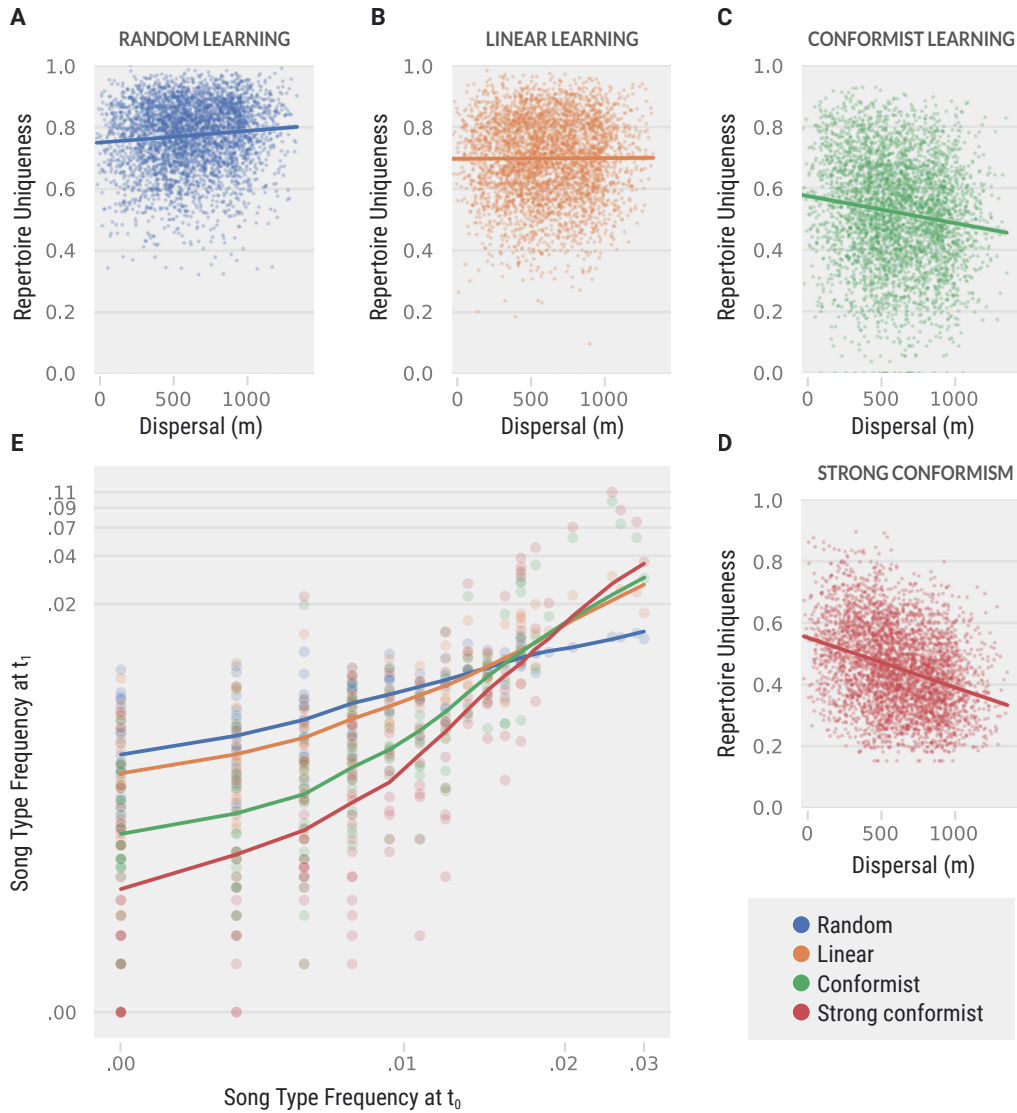 A
RANDOM LEARNING
1.0
0.8
0.6
0.4
0.2
0.0
Repertoire Uniqueness
0 500 1000
Dispersal (m)
B
LINEAR LEARNING
1.0
0.8
0.6
0.4
0.2
0.0
Repertoire Uniqueness
0 500 1000
Dispersal (m)
C
CONFORMIST LEARNING
1.0
0.8
0.6
0.4
0.2
0.0
Repertoire Uniqueness
0 500 1000
Dispersal (m)
E
.11
.09
.07
.04
.02
.00
Song Type Frequency at t₁
.00 .01 .02 .03
Song Type Frequency at t₀
D
STRONG CONFORMISM
1.0
0.8
0.6
0.4
0.2
0.0
Repertoire Uniqueness
0 500 1000
Dispersal (m)
Random
Linear
Conformist
Strong conformist